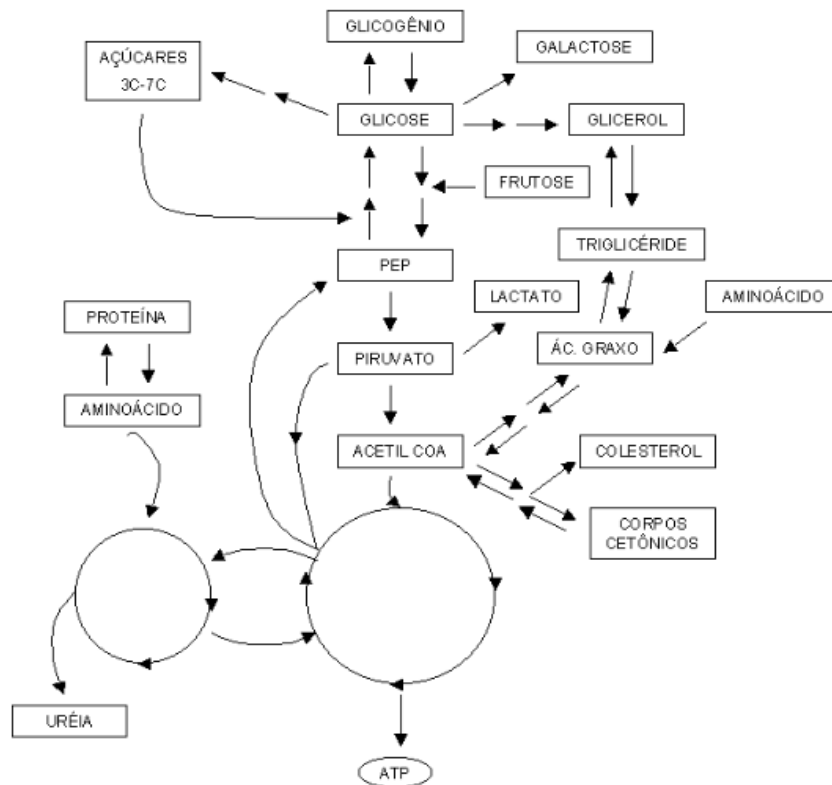 GLICOGÊNIO
GALACTOSE
AÇÚCARES
3C-7C
GLICOSE
GLICEROL
FRUTOSE
TRIGLICÉRIDE
PEP
LACTATO
AMINOÁCIDO
PROTEÍNA
PIRUVATO
ÁC. GRAXO
AMINOÁCIDO
ACETIL COA
COLESTEROL
CORPOS
CETÔNICOS
URÉIA
ATP